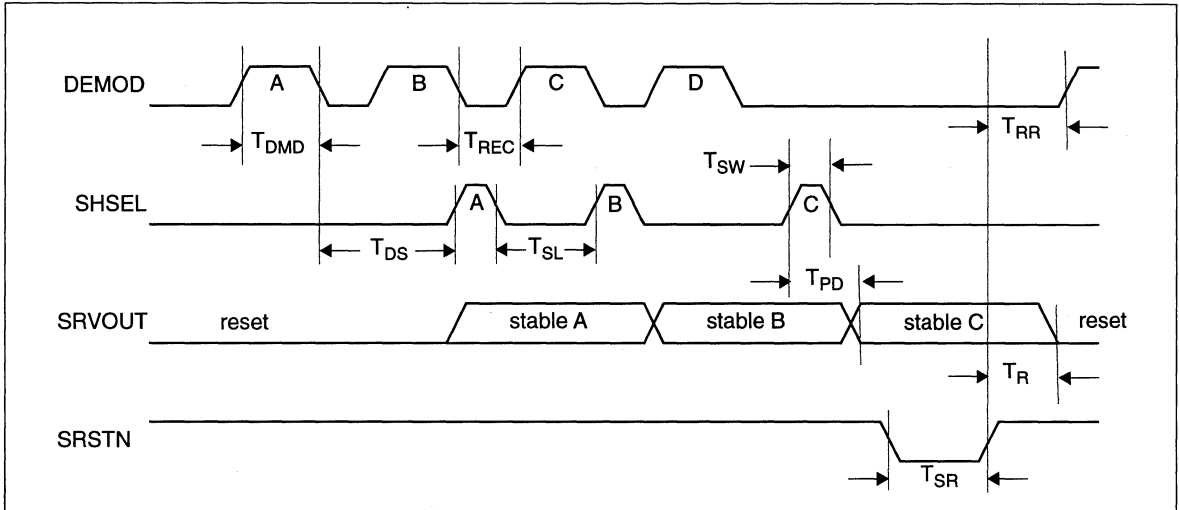 DEMOD
A
B
C
D
T_DMD
T_REC
T_RR
T_SW
SHSEL
A
B
C
T_DS
T_SL
T_PD
SRVOUT
reset
stable A
stable B
stable C
reset
T_R
SRSTN
T_SR